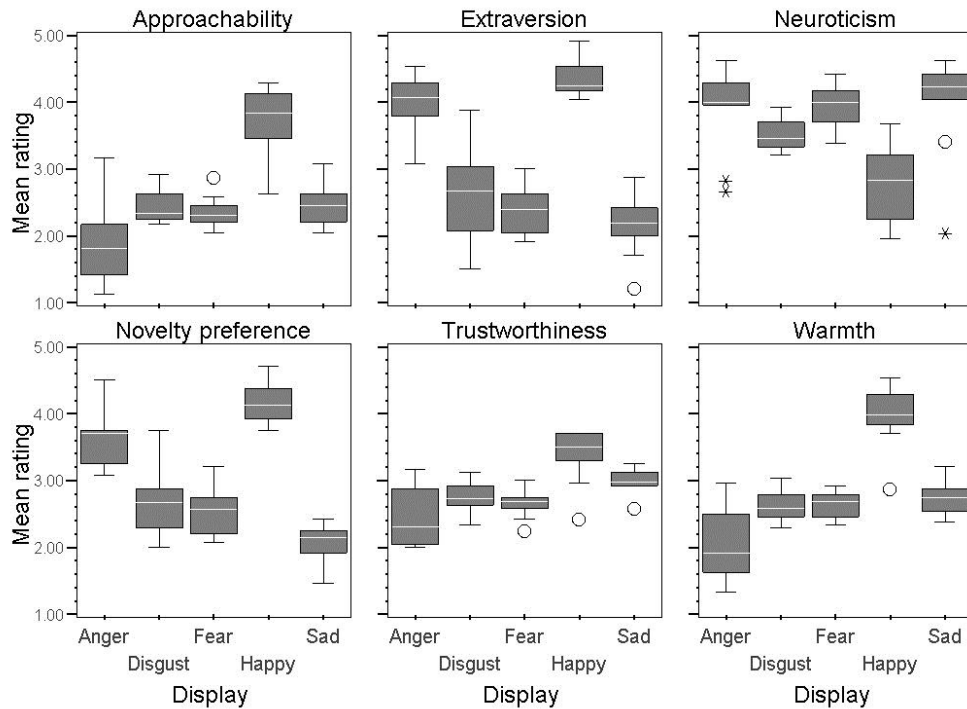 Approachability Extraversion Neuroticism
5.00
4.00
3.00
2.00
1.00
Mean rating
Novelty preference Trustworthiness Warmth
5.00
4.00
3.00
2.00
1.00
Mean rating
Anger Fear Sad Anger Fear Sad Anger Fear Sad
Disgust Happy Disgust Happy Disgust Happy
Display Display Display